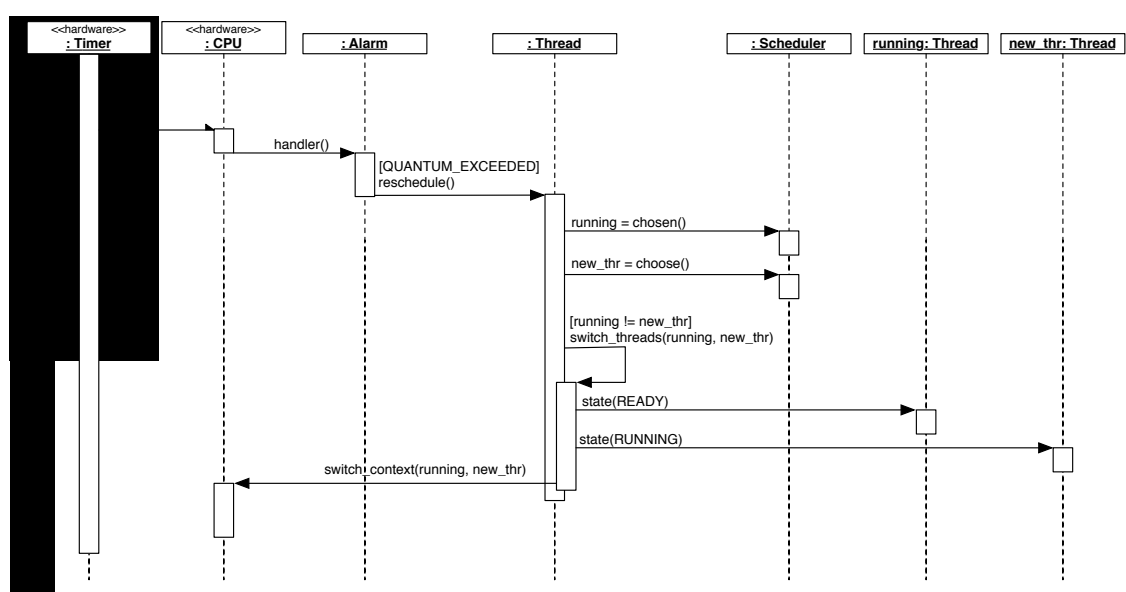 <<hardware>>
: Timer
<<hardware>>
: CPU
: Alarm
: Thread
: Scheduler
running: Thread
new_thr: Thread
handler()
[QUANTUM_EXCEEDED]
reschedule()
running = chosen()
new_thr = choose()
[running != new_thr]
switch_threads(running, new_thr)
state(READY)
state(RUNNING)
switch_context(running, new_thr)